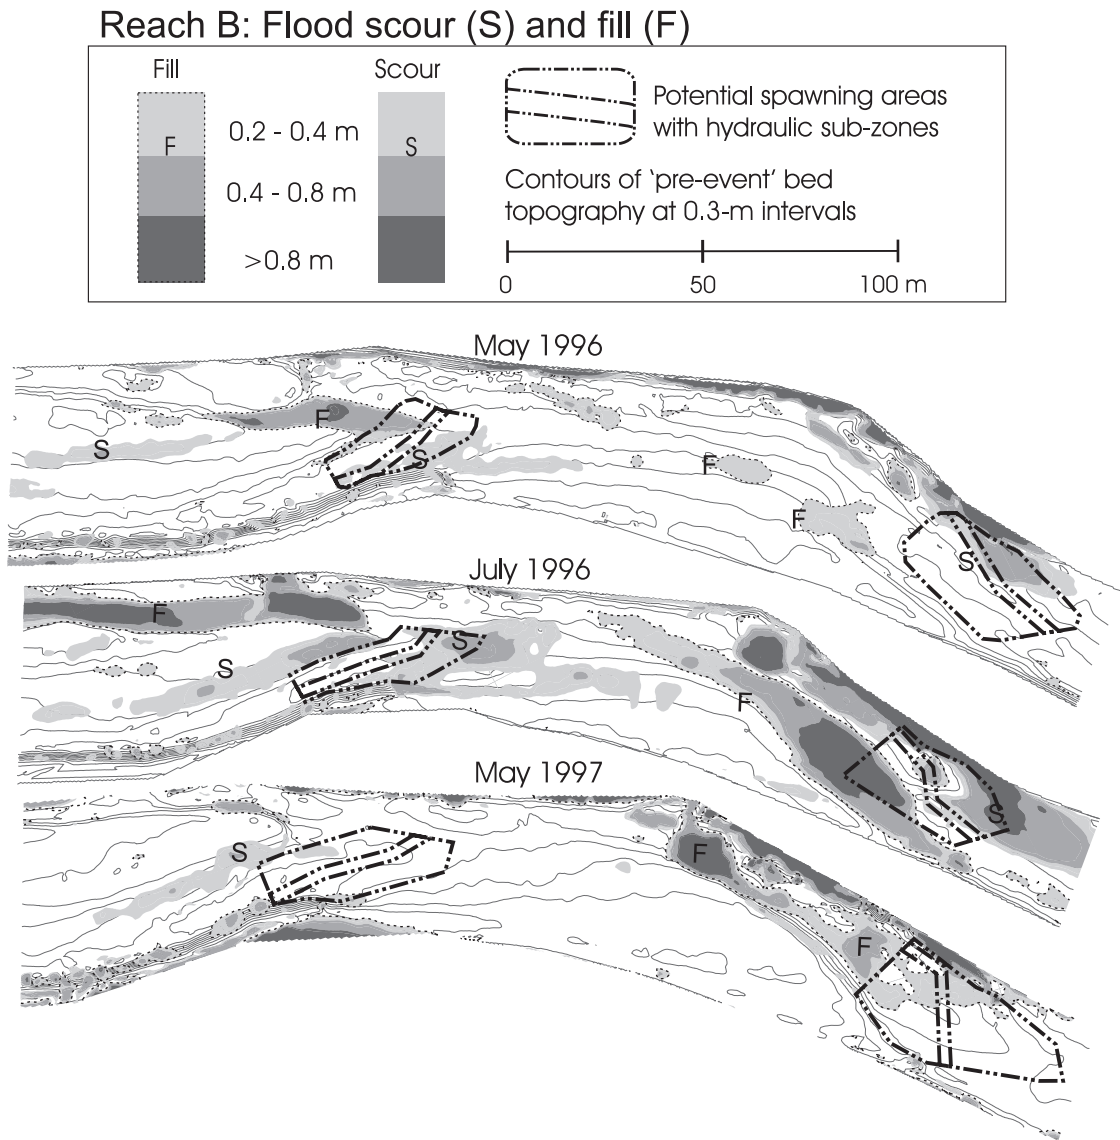 Reach B: Flood scour (S) and fill (F)
Fill
Scour
F
S
0.2 - 0.4 m
0.4 - 0.8 m
>0.8 m
Potential spawning areas
with hydraulic sub-zones
Contours of 'pre-event' bed
topography at 0.3-m intervals
0
50
100 m
May 1996
F
S
S
F
F
S
July 1996
F
S
S
F
S
May 1997
S
F
F